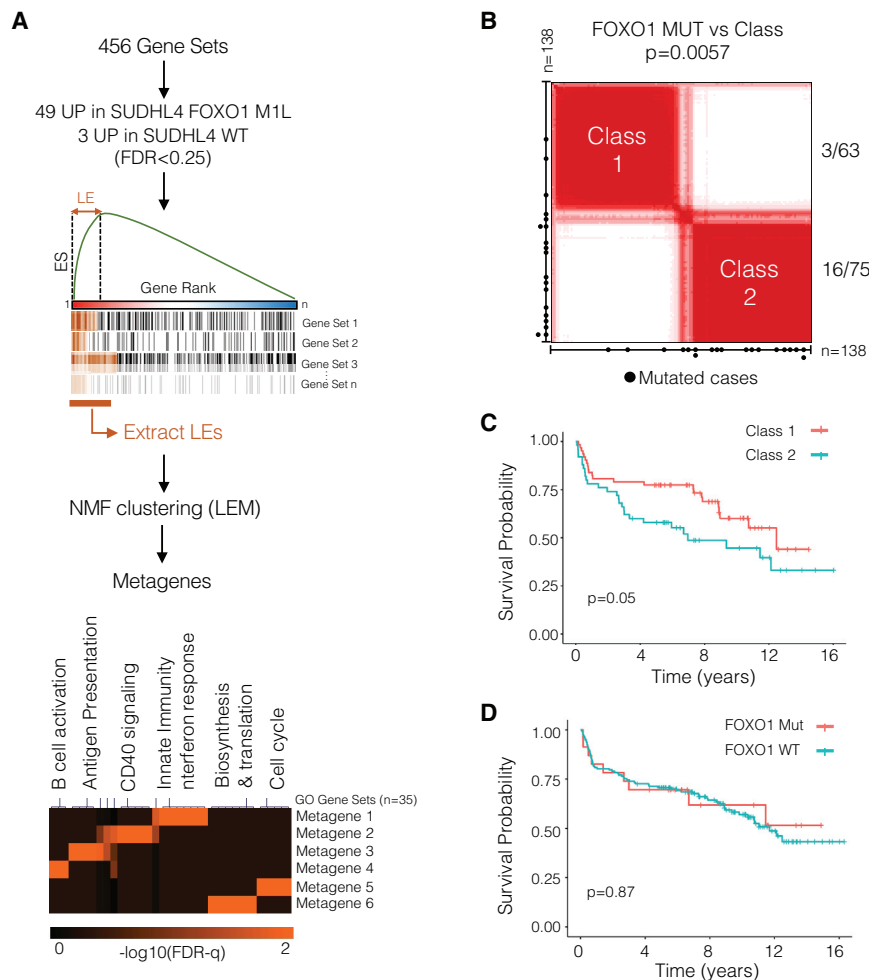 A
456 Gene Sets
49 UP in SUDHL4 FOXO1 M1L
3 UP in SUDHL4 WT
(FDR<0.25)
LE
ES
Gene Rank
1
n
Gene Set 1
Gene Set 2
Gene Set 3
Gene Set n
Extract LEs
NMF clustering (LEM)
Metagenes
B cell activation
Antigen Presentation
CD40 signaling
Innate Immunity
nterferon response
Biosynthesis
& translation
Cell cycle
GO Gene Sets (n=35)
Metagene 1
Metagene 2
Metagene 3
Metagene 4
Metagene 5
Metagene 6
0
-log10(FDR-q)
2
B
FOXO1 MUT vs Class
p=0.0057
n=138
Class
1
Class
2
3/63
16/75
n=138
Mutated cases
C
Class 1
Class 2
Survival Probability
1.00
0.75
0.50
0.25
0.00
p=0.05
0 4 8 12 16
Time (years)
D
FOXO1 Mut
FOXO1 WT
Survival Probability
1.00
0.75
0.50
0.25
0.00
p=0.87
0 4 8 12 16
Time (years)